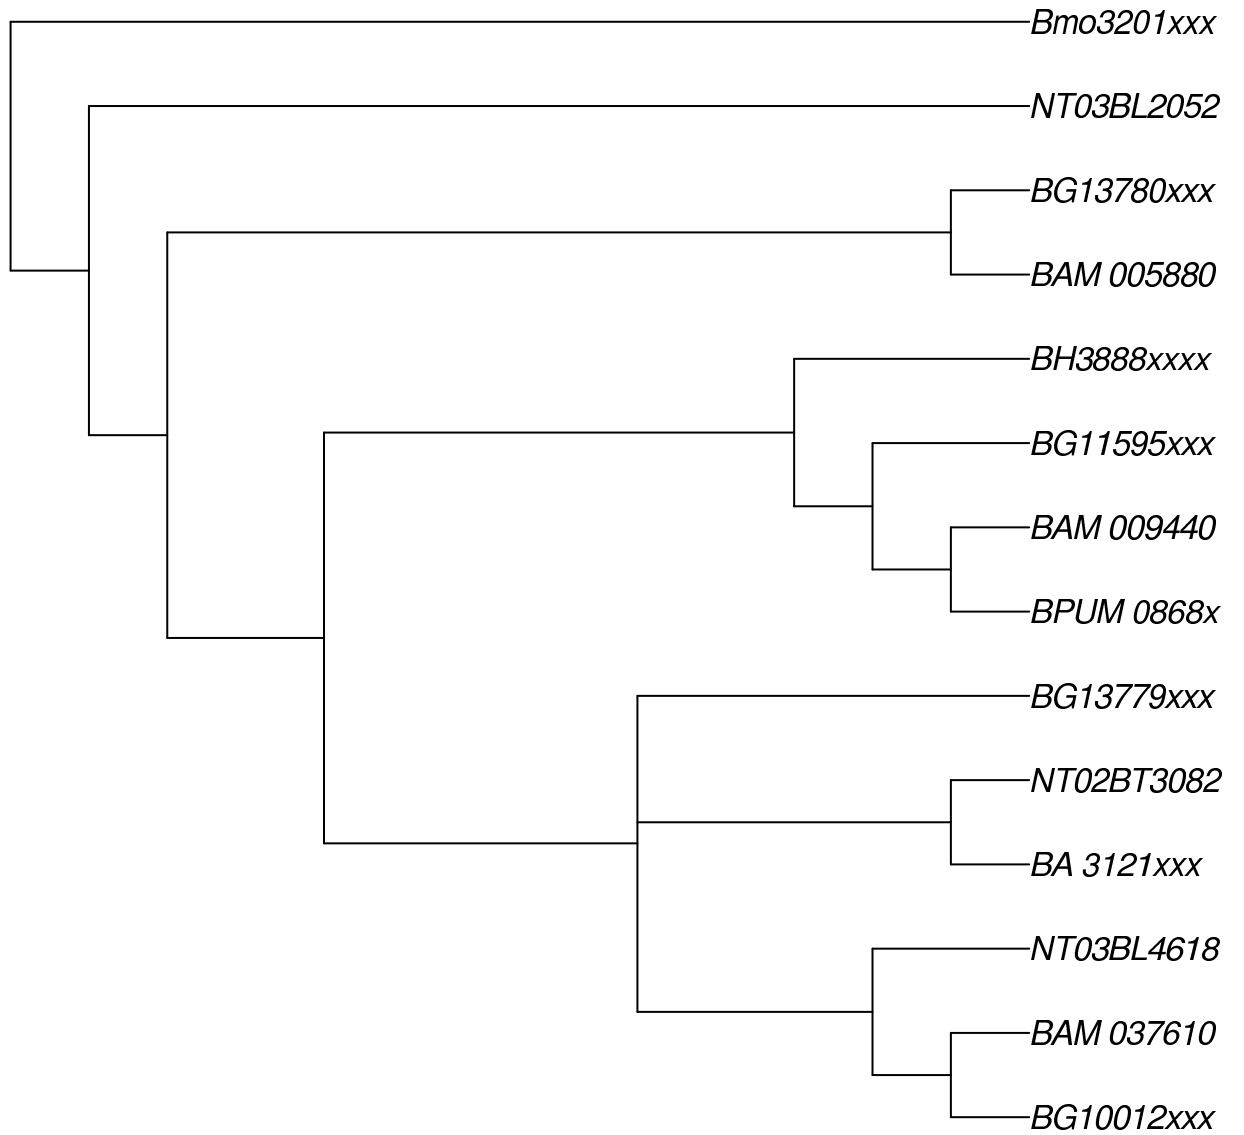 Bmo3201xxx
NT03BL2052
BG13780xxx
BAM 005880
BH3888xxxx
BG11595xxx
BAM 009440
BPUM 0868x
BG13779xxx
NT02BT3082
BA 3121xxx
NT03BL4618
BAM 037610
BG10012xxx